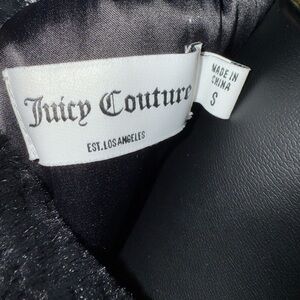 Juicy Couture
EST. LOS ANGELES
MADE IN
CHINA
S